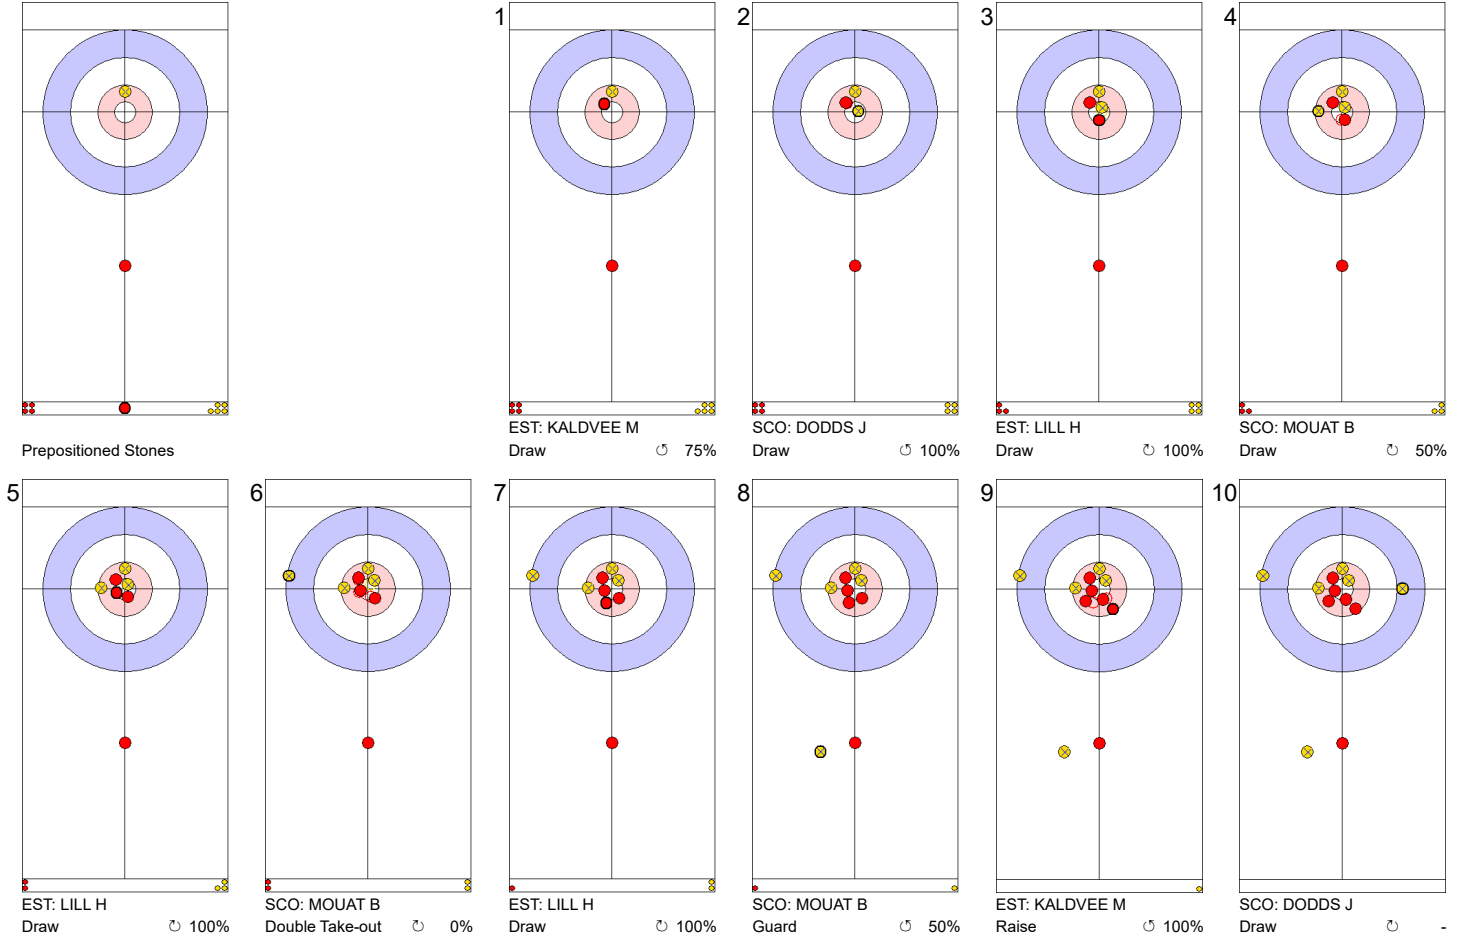 Prepositioned Stones
1
EST: KALDVEE M
Draw ↺ 75%
2
SCO: DODDS J
Draw ↺ 100%
3
EST: LILL H
Draw ↻ 100%
4
SCO: MOUAT B
Draw ↻ 50%
5
EST: LILL H
Draw ↻ 100%
6
SCO: MOUAT B
Double Take-out ↻ 0%
7
EST: LILL H
Draw ↻ 100%
8
SCO: MOUAT B
Guard ↺ 50%
9
EST: KALDVEE M
Raise ↺ 100%
10
SCO: DODDS J
Draw ↻ -